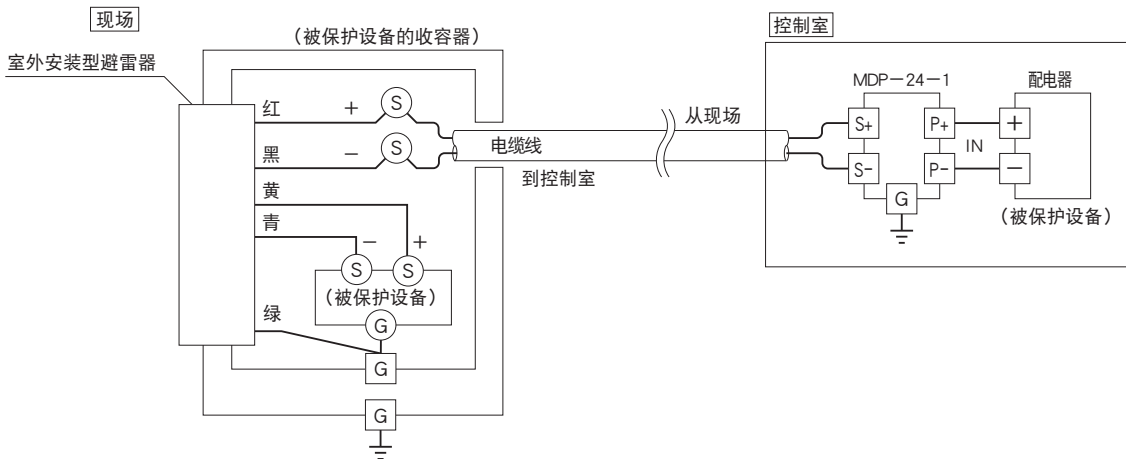 现场
室外安装型避雷器
（被保护设备的收容器）
红
+
S
黑
−
S
黄
青
−
+
S
S
（被保护设备）
G
绿
G
G
电缆线
到控制室
从现场
控制室
MDP－24－1
配电器
S+
P+
+
IN
S−
P−
−
G
（被保护设备）